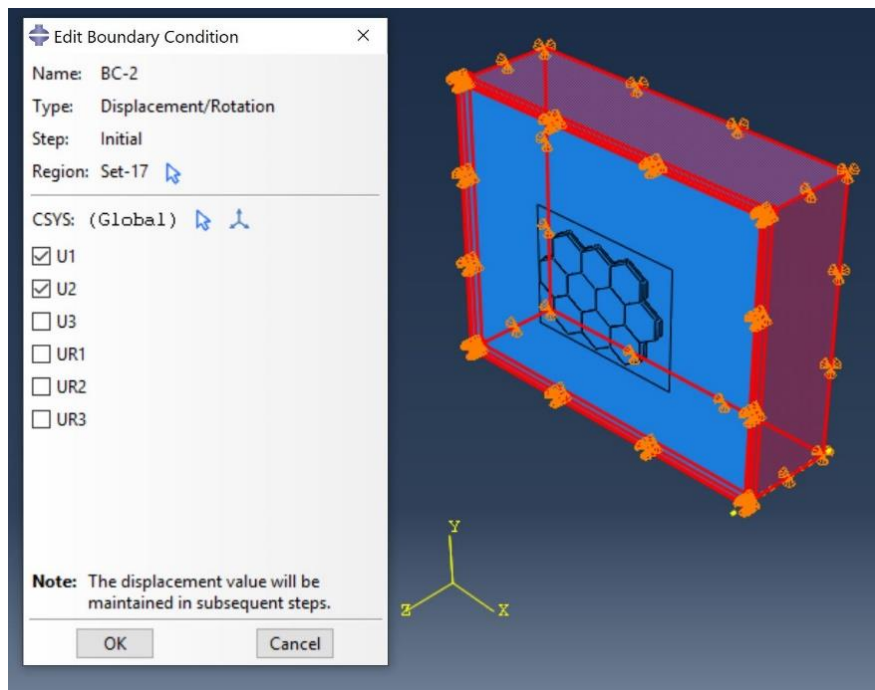 Edit Boundary Condition
Name: BC-2
Type: Displacement/Rotation
Step: Initial
Region: Set-17
CSYS: (Global)
U1
U2
U3
UR1
UR2
UR3
Note: The displacement value will be
maintained in subsequent steps.
OK Cancel
Y
Z X